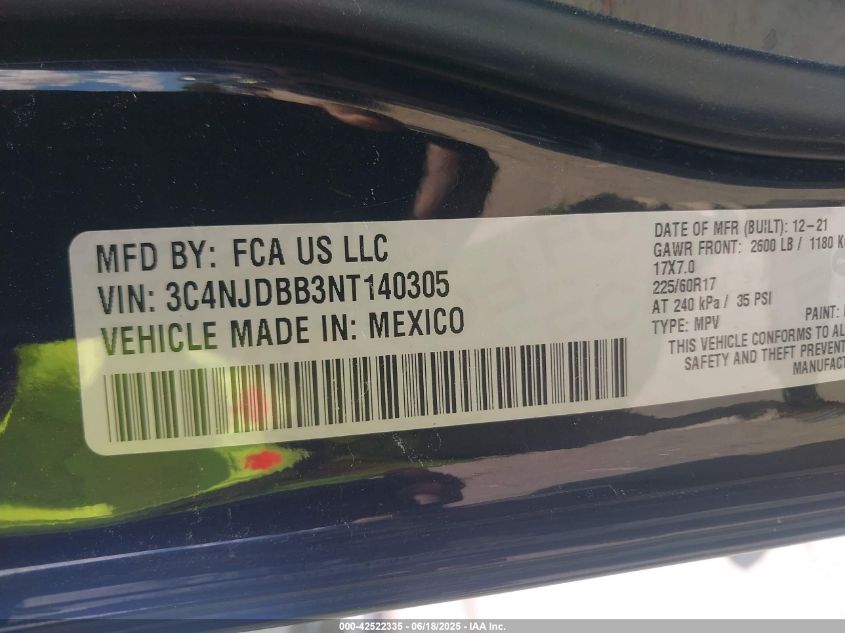 MFD BY: FCA US LLC
VIN: 3C4NJDBB3NT140305
VEHICLE MADE IN: MEXICO
DATE OF MFR (BUILT): 12-21
GAWR FRONT: 2600 LB / 1180
17X7.0
225/60R17
AT 240 kPa / 35 PSI
TYPE: MPV
PAINT:
THIS VEHICLE CONFORMS TO
SAFETY AND THEFT
000-42522335 - 06/18/2025 - IAA Inc.